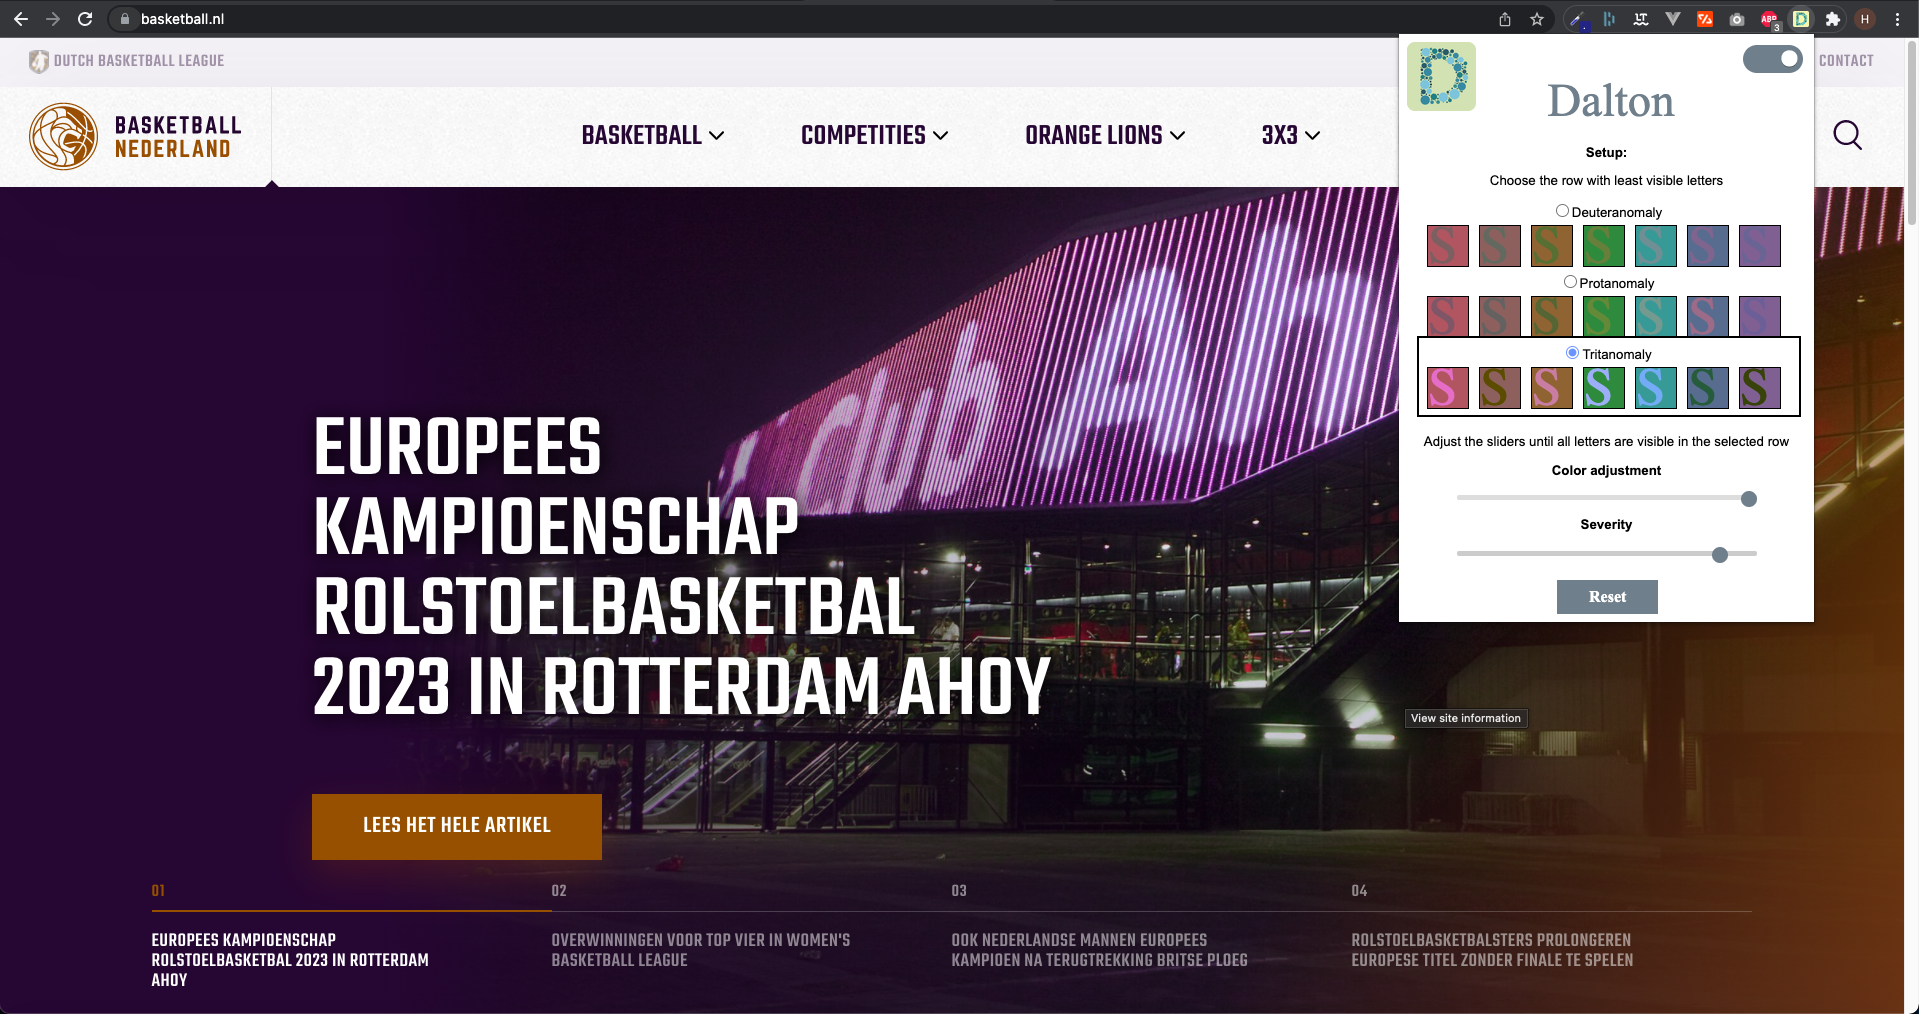 basketball.nl
ABP
3
H
DUTCH BASKETBALL LEAGUE
CONTACT
BASKETBALL
NEDERLAND
BASKETBALL
COMPETITIES
ORANGE LIONS
3X3
D
Dalton
Setup:
Choose the row with least visible letters
Deuteranomaly
S S S S S S S
Protanomaly
S S S S S S S
Tritanomaly
S S S S S S S
Adjust the sliders until all letters are visible in the selected row
Color adjustment
Severity
Reset
View site information
Club Ah
EUROPEES
KAMPIOENSCHAP
ROLSTOELBASKETBAL
2023 IN ROTTERDAM AHOY
LEES HET HELE ARTIKEL
01
EUROPEES KAMPIOENSCHAP
ROLSTOELBASKETBAL 2023 IN ROTTERDAM
AHOY
02
OVERWINNINGEN VOOR TOP VIER IN WOMEN'S
BASKETBALL LEAGUE
03
OOK NEDERLANDSE MANNEN EUROPEES
KAMPIOEN NA TERUGTREKKING BRITSE PLOEG
04
ROLSTOELBASKETBALSTERS PROLONGEREN
EUROPESE TITEL ZONDER FINALE TE SPELEN